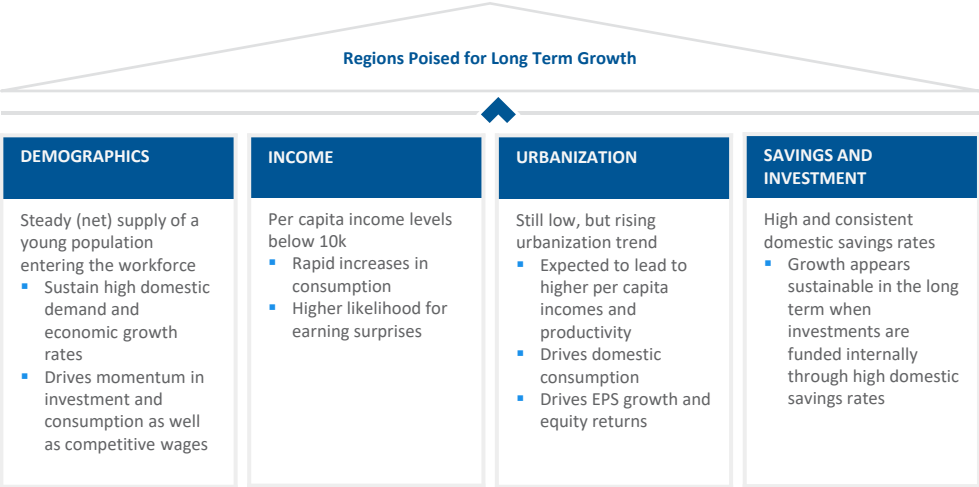 Regions Poised for Long Term Growth
DEMOGRAPHICS
Steady (net) supply of a
young population
entering the workforce
▪ Sustain high domestic
demand and
economic growth
rates
▪ Drives momentum in
investment and
consumption as well
as competitive wages
INCOME
Per capita income levels
below 10k
▪ Rapid increases in
consumption
▪ Higher likelihood for
earning surprises
URBANIZATION
Still low, but rising
urbanization trend
▪ Expected to lead to
higher per capita
incomes and
productivity
▪ Drives domestic
consumption
▪ Drives EPS growth and
equity returns
SAVINGS AND
INVESTMENT
High and consistent
domestic savings rates
▪ Growth appears
sustainable in the long
term when
investments are
funded internally
through high domestic
savings rates